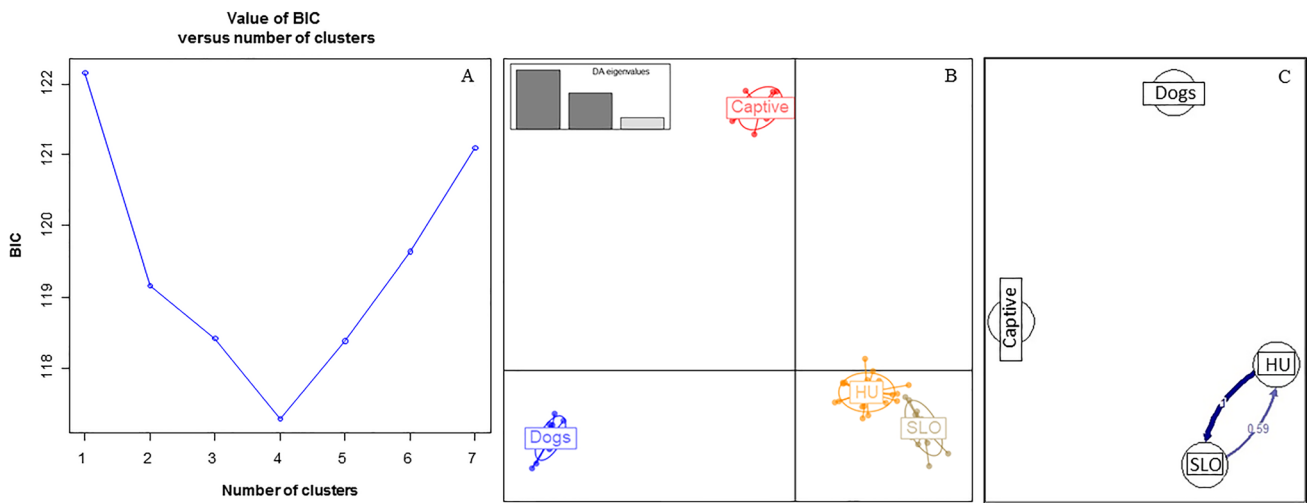 Value of BIC
versus number of clusters
A
BIC
122
121
120
119
118
1 2 3 4 5 6 7
Number of clusters
DA eigenvalues
B
Captive
HU
SLO
Dogs
C
Dogs
Captive
HU
1
0.59
SLO